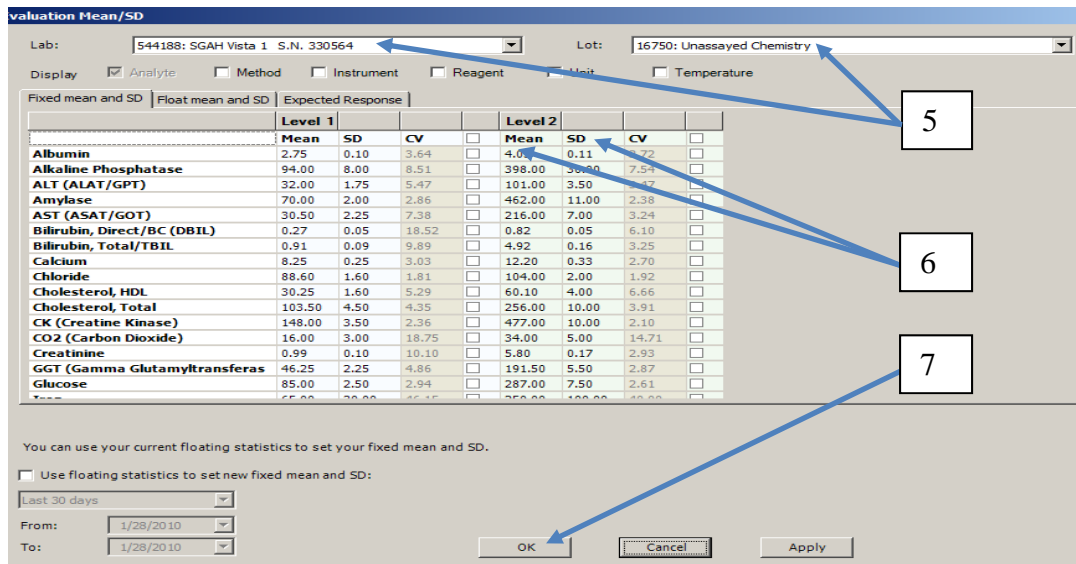 valuation Mean/SD
Lab: 544188: SGAH Vista 1 S.N. 330564 Lot: 16750: Unassayed Chemistry
Display Analyte Method Instrument Reagent Unit Temperature
5
Fixed mean and SD Float mean and SD Expected Response
Level 1 Level 2
Mean SD CV Mean SD CV
Albumin 2.75 0.10 3.64 0.11
Alkaline Phosphatase 94.00 8.00 8.51 398.00 7.54
ALT (ALAT/GPT) 32.00 1.75 5.47 101.00 3.50
Amylase 70.00 2.00 2.86 462.00 11.00 2.38
AST (ASAT/GOT) 30.50 2.25 7.38 216.00 7.00 3.24
Bilirubin, Direct/BC (DBIL) 0.27 0.05 18.52 0.82 0.05 6.10
Bilirubin, Total/TBIL 0.91 0.09 9.89 4.92 0.16 3.25
Calcium 8.25 0.25 3.03 12.20 0.33 2.70
6
Chloride 88.60 1.60 1.81 104.00 2.00 1.92
Cholesterol, HDL 30.25 1.60 5.29 60.10 4.00 6.66
Cholesterol, Total 103.50 4.50 4.35 256.00 10.00 3.91
CK (Creatine Kinase) 148.00 3.50 2.36 477.00 10.00 2.10
CO2 (Carbon Dioxide) 16.00 3.00 18.75 34.00 5.00 14.71
Creatinine 0.99 0.10 10.10 5.80 0.17 2.93
7
GGT (Gamma Glutamyltransferas 46.25 2.25 4.86 191.50 5.50 2.87
Glucose 85.00 2.50 2.94 287.00 7.50 2.61
You can use your current floating statistics to set your fixed mean and SD.
Use floating statistics to set new fixed mean and SD:
Last 30 days
From: 1/28/2010
To: 1/28/2010
OK Cancel Apply